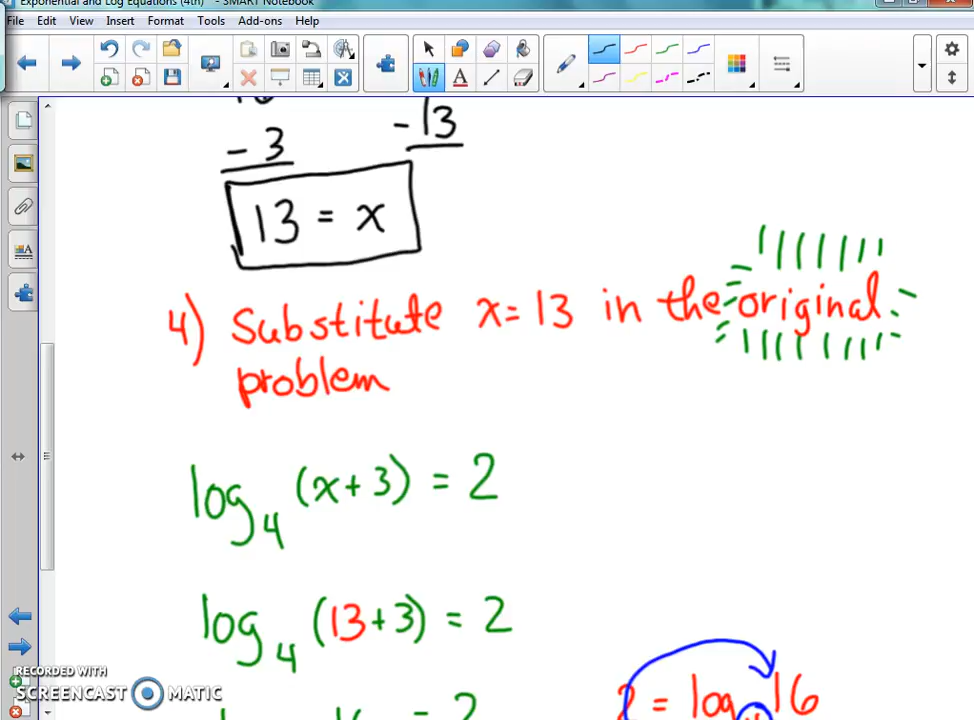 Exponential and Log Equations (4th) - SMART Notebook
File Edit View Insert Format Tools Add-ons Help
- 3 - 13
13 = x
4) Substitute x = 13 in the original
problem
log₄ (x+3) = 2
log₄ (13+3) = 2
2 = log 16
RECORDED WITH
SCREENCAST MATIC